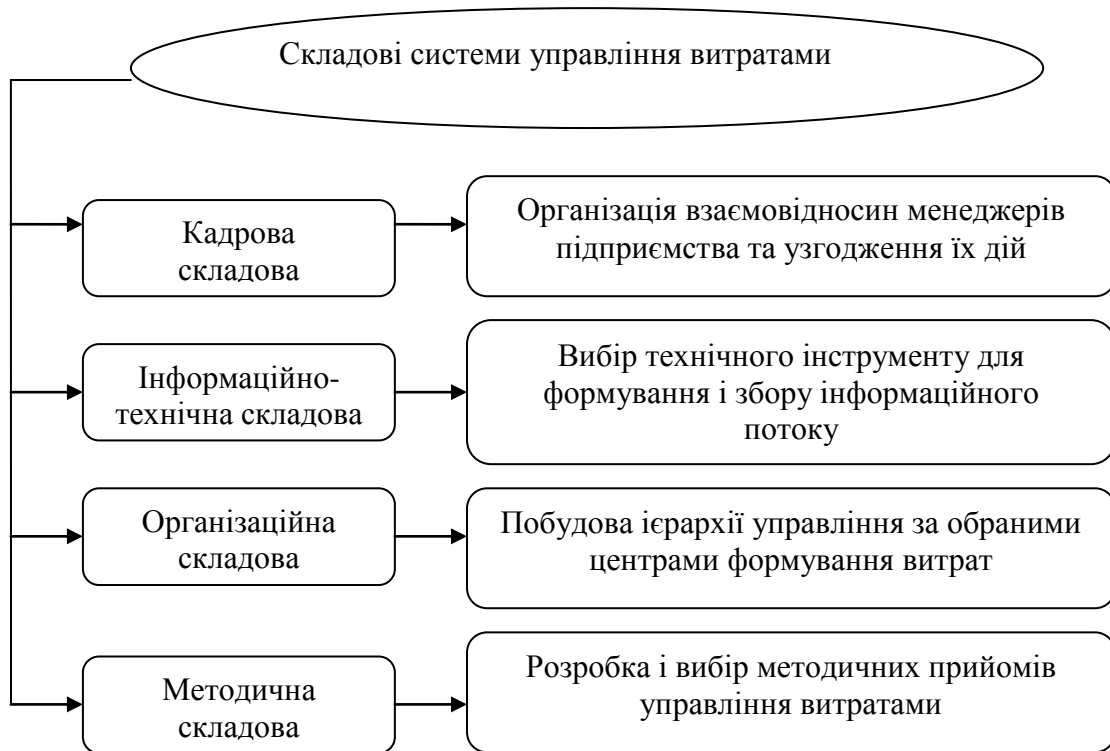 Складові системи управління витратами
Кадрова
складова
Організація взаємовідносин менеджерів
підприємства та узгодження їх дій
Інформаційно-
технічна складова
Вибір технічного інструменту для
формування і збору інформаційного
потоку
Організаційна
складова
Побудова ієрархії управління за обраними
центрами формування витрат
Методична
складова
Розробка і вибір методичних прийомів
управління витратами